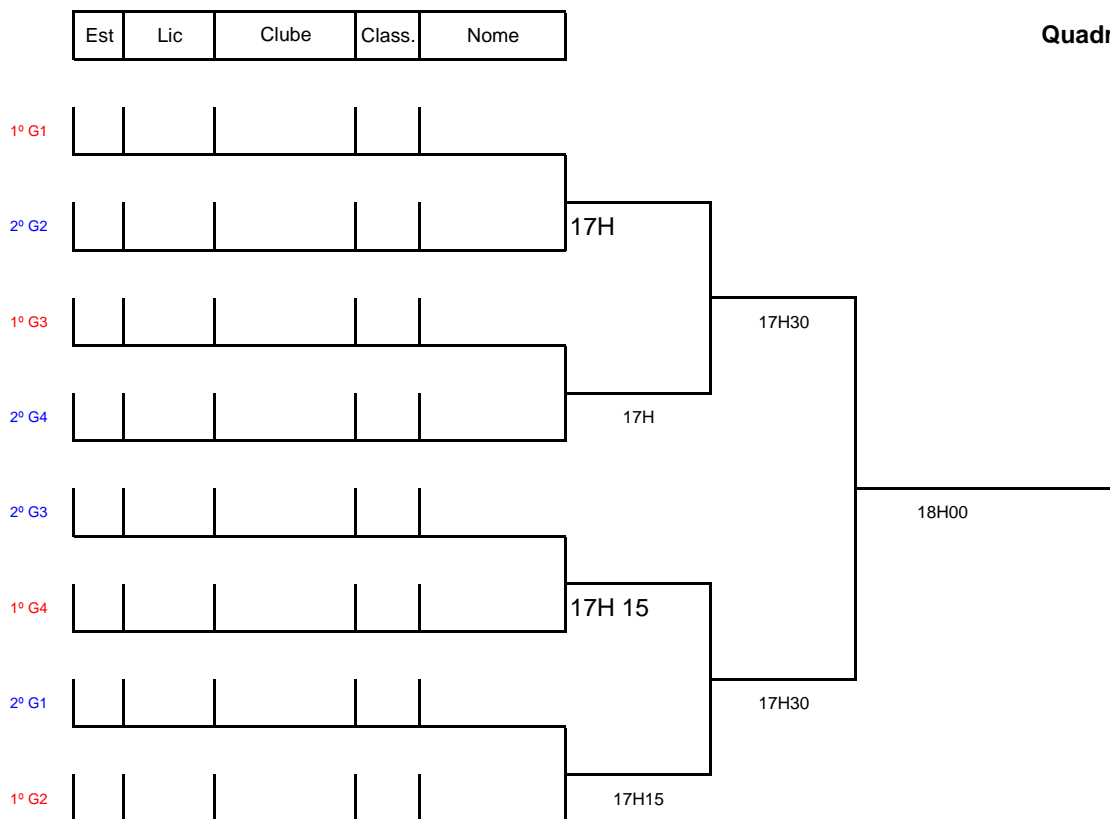 Est Lic Clube Class. Nome
Quadr
1º G1
2º G2
17H
1º G3
17H30
2º G4
17H
2º G3
18H00
1º G4
17H 15
2º G1
17H30
1º G2
17H15